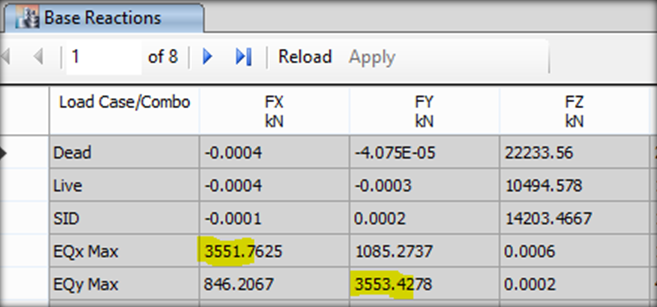 Base Reactions
1 of 8 Reload Apply
Load Case/Combo FX kN FY kN FZ kN
Dead -0.0004 -4.075E-05 22233.56
Live -0.0004 -0.0003 10494.578
SID -0.0001 0.0002 14203.4667
EQx Max 3551.7625 1085.2737 0.0006
EQy Max 846.2067 3553.4278 0.0002